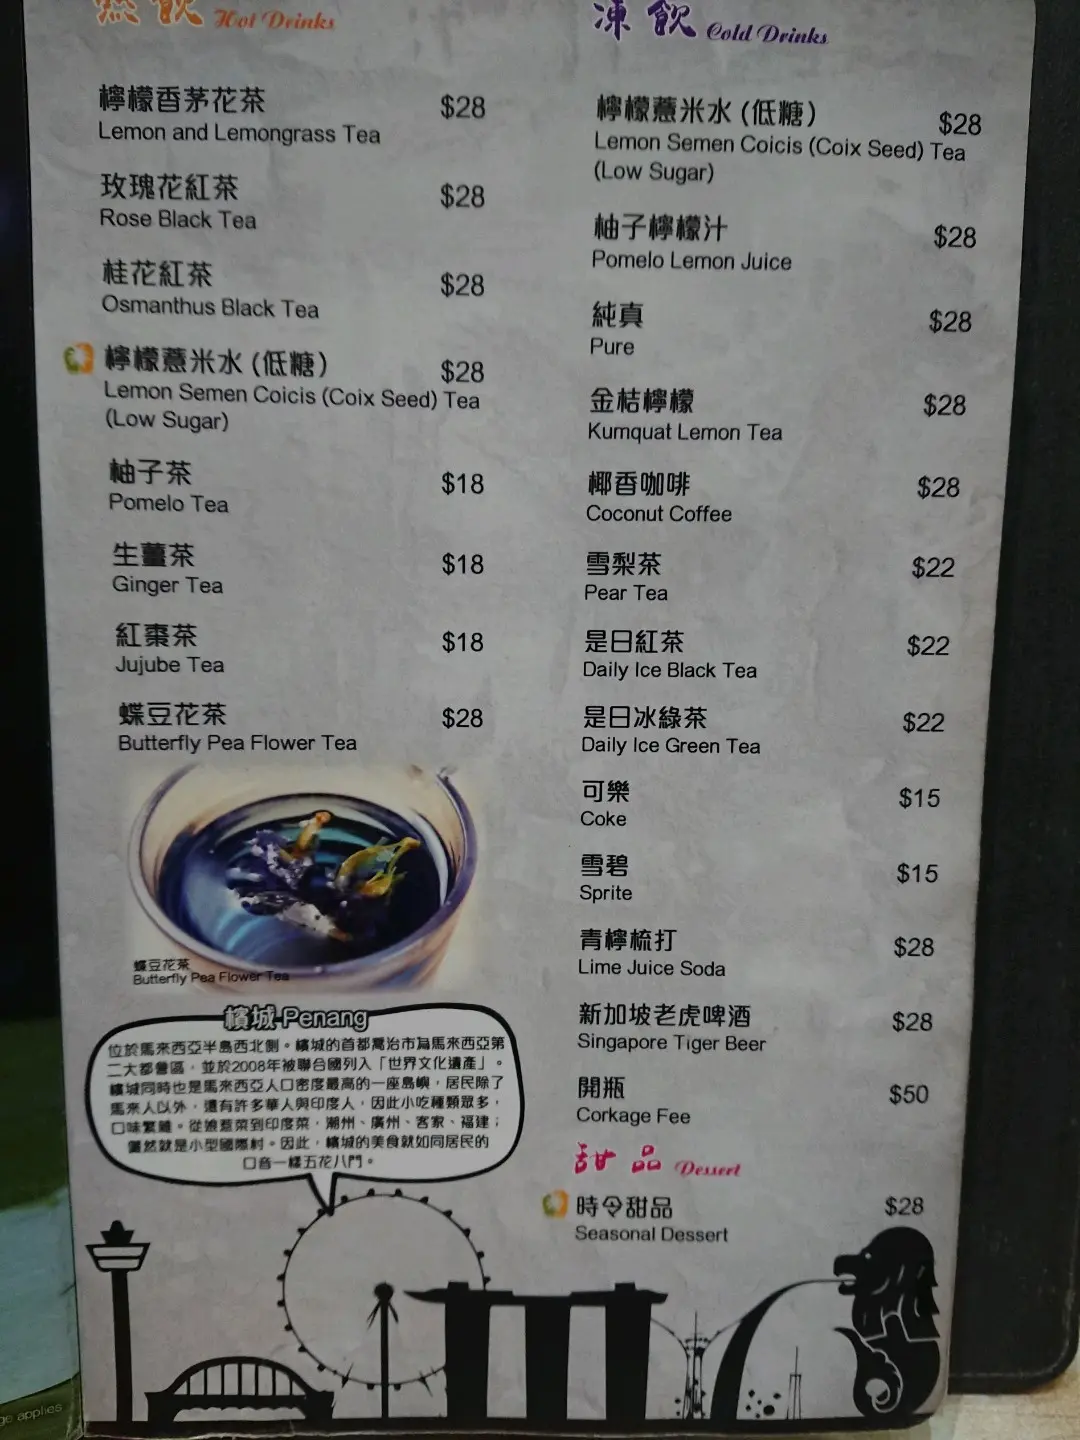 熱飲 Hot Drinks
檸檬香茅花茶 $28
Lemon and Lemongrass Tea
玫瑰花紅茶 $28
Rose Black Tea
桂花紅茶 $28
Osmanthus Black Tea
檸檬薏米水 (低糖) $28
Lemon Semen Coicis (Coix Seed) Tea
(Low Sugar)
柚子茶 $18
Pomelo Tea
生薑茶 $18
Ginger Tea
紅棗茶 $18
Jujube Tea
蝶豆花茶 $28
Butterfly Pea Flower Tea
蝶豆花茶
Butterfly Pea Flower Tea
檳城-Penang
位於馬來西亞半島西北側。檳城的首都喬治市為馬來西亞第
二大都會區，並於2008年被聯合國列入「世界文化遺產」。
檳城同時也是馬來西亞人口密度最高的一座島嶼，居民除了
馬來人以外，還有許多華人與印度人，因此小吃種類眾多，
口味繁雜。從娘惹菜到印度菜，潮州、廣州、客家、福建；
儼然就是小型國際村。因此，檳城的美食就如同居民的
口音一樣五花八門。
凍飲 Cold Drinks
檸檬薏米水 (低糖) $28
Lemon Semen Coicis (Coix Seed) Tea
(Low Sugar)
柚子檸檬汁 $28
Pomelo Lemon Juice
純真 $28
Pure
金桔檸檬 $28
Kumquat Lemon Tea
椰香咖啡 $28
Coconut Coffee
雪梨茶 $22
Pear Tea
是日紅茶 $22
Daily Ice Black Tea
是日冰綠茶 $22
Daily Ice Green Tea
可樂 $15
Coke
雪碧 $15
Sprite
青檸梳打 $28
Lime Juice Soda
新加坡老虎啤酒 $28
Singapore Tiger Beer
開瓶 $50
Corkage Fee
甜品 Dessert
時令甜品 $28
Seasonal Dessert
applies